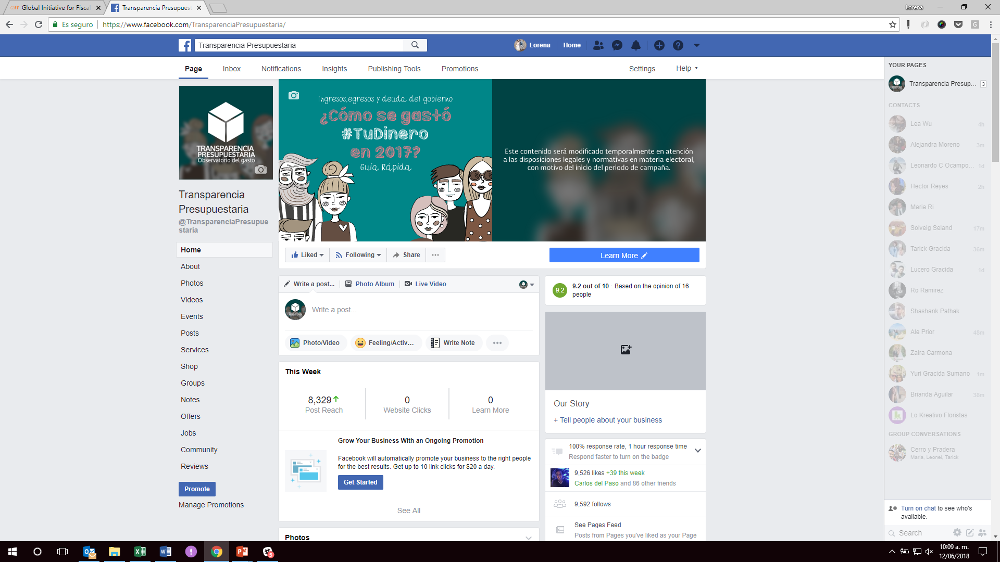 Global Initiative for Fiscal
Transparencia Presupuest
Lorena
Es seguro
https://www.facebook.com/TransparenciaPresupuestaria/
Transparencia Presupuestaria
Lorena
Home
Page
Inbox
Notifications
Insights
Publishing Tools
Promotions
Settings
Help
TRANSPARENCIA
PRESUPUESTARIA
Observatorio del gasto
Transparencia
Presupuestaria
@TransparenciaPresupue
staria
Home
About
Photos
Videos
Events
Posts
Services
Shop
Groups
Notes
Offers
Jobs
Community
Reviews
Promote
Manage Promotions
Ingresos,egresos y deuda del gobierno
¿Cómo se gastó
#TuDinero
en 2017?
Guía Rápida
Este contenido será modificado temporalmente en atención
a las disposiciones legales y normativas en materia electoral,
con motivo del inicio del periodo de campaña.
Liked
Following
Share
Learn More
Write a post...
Photo Album
Live Video
Write a post...
Photo/Video
Feeling/Activ...
Write Note
This Week
8,329
Post Reach
0
Website Clicks
0
Learn More
Grow Your Business With an Ongoing Promotion
Facebook will automatically promote your business to the right people
for the best results. Get up to 10 link clicks for $20 a day.
Get Started
See All
Photos
9.2
9.2 out of 10 · Based on the opinion of 16
people
Our Story
+ Tell people about your business
100% response rate, 1 hour response time
Respond faster to turn on the badge
9,526 likes +39 this week
Carlos del Paso and 86 other friends
9,592 follows
See Pages Feed
Posts from Pages you've liked as your Page
YOUR PAGES
Transparencia Presup... 3
CONTACTS
Lea Wu 4h
Alejandra Moreno 3m
Leonardo C Ocampo... 1d
Hector Reyes 2h
Maria Ri
Solveig Seland 17m
Tarick Gracida 36m
Lucero Gracida 1d
Ro Ramirez
Shashank Pathak
Ale Prior 48m
Zaira Carmona
Yuri Gracida Sumano 1m
Brianda Aguilar 38m
Lo Kreativo Floristas
GROUP CONVERSATIONS
Cerro y Pradera
Maria, Leonel, Tarick
Turn on chat to see who's
available.
Search
5
10:09 a. m.
12/06/2018